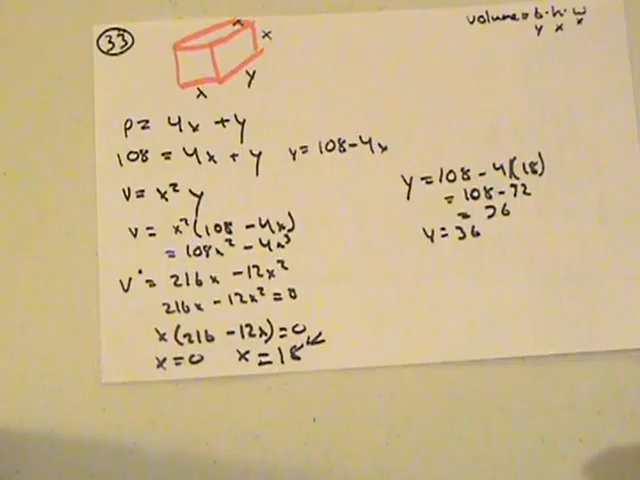 33
x
x
y
x
volume = b·h·w
y x x
P = 4x + y
108 = 4x + y y = 108 - 4x
V = x² y
V = x² (108 - 4x)
= 108x² - 4x³
V' = 216x - 12x²
216x - 12x² = 0
x(216 - 12x) = 0
x = 0 x = 18
y = 108 - 4(18)
= 108 - 72
= 36
y = 36